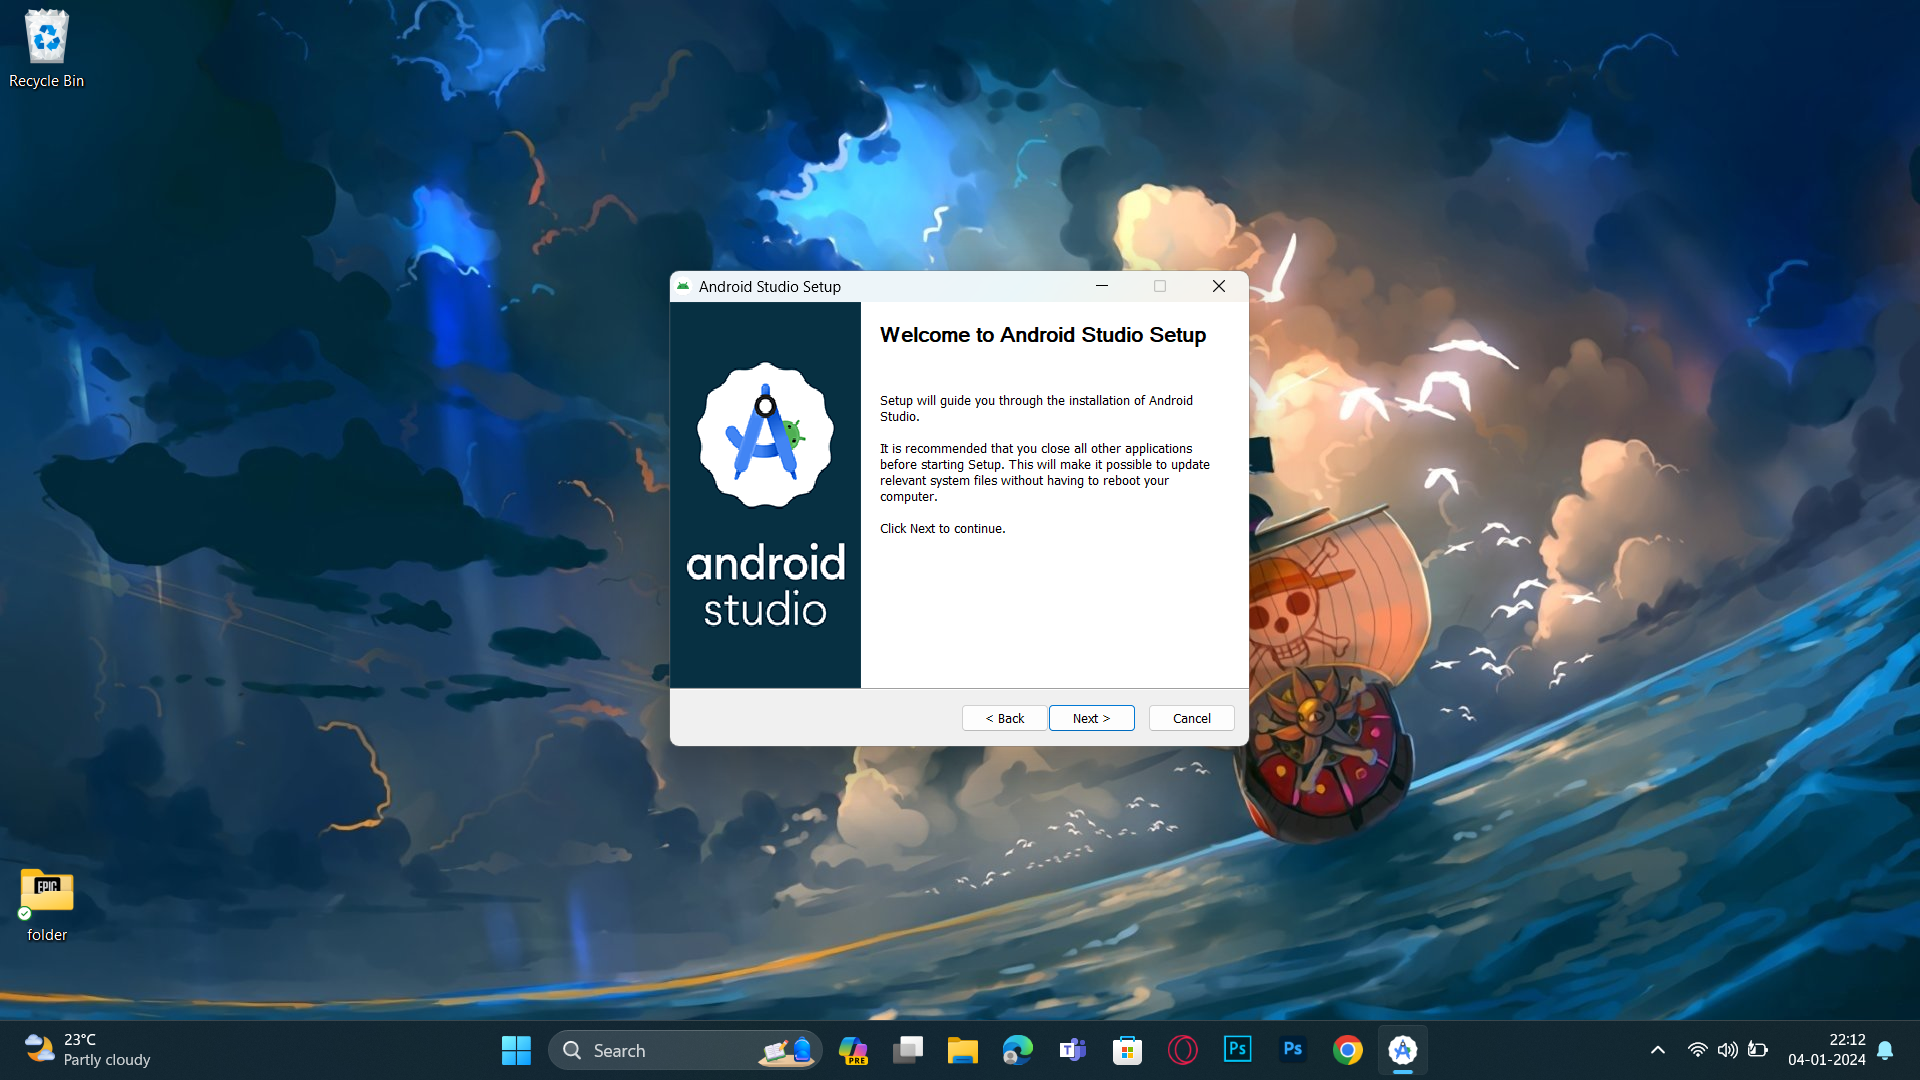 Recycle Bin
Android Studio Setup
Welcome to Android Studio Setup
Setup will guide you through the installation of Android
Studio.
It is recommended that you close all other applications
before starting Setup. This will make it possible to update
relevant system files without having to reboot your
computer.
Click Next to continue.
android
studio
< Back
Next >
Cancel
EPIC
folder
23°C
Partly cloudy
Search
PRE
T
Ps
Ps
22:12
04-01-2024